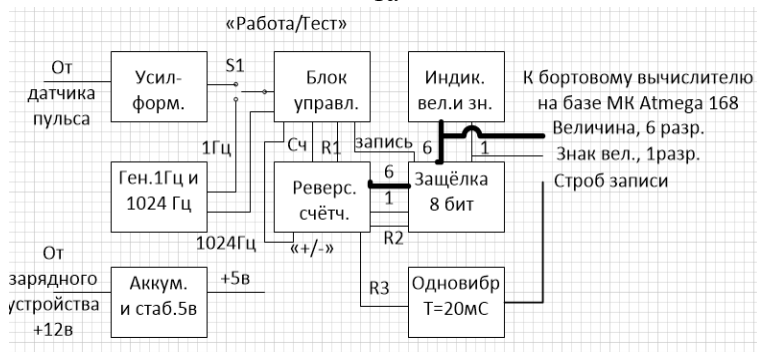 «Работа/Тест»
От
датчика
пульса
Усил-
форм.
S1
Блок
управл.
Индик.
вел.и зн.
К бортовому вычислителю
на базе МК Atmega 168
Величина, 6 разр.
Знак вел., 1разр.
Строб записи
1Гц
Сч
R1
запись
6
1
Ген.1Гц и
1024 Гц
Реверс.
счётч.
6
1
Защёлка
8 бит
R2
1024Гц
«+/-»
От
зарядного
устройства
+12в
Аккум.
и стаб.5в
+5в
R3
Одновибр
Т=20мС